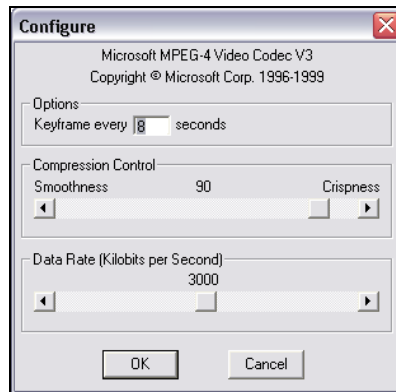 Configure
Microsoft MPEG-4 Video Codec V3
Copyright © Microsoft Corp. 1996-1999
Options
Keyframe every 8 seconds
Compression Control
Smoothness 90 Crispness
Data Rate (Kilobits per Second)
3000
OK Cancel